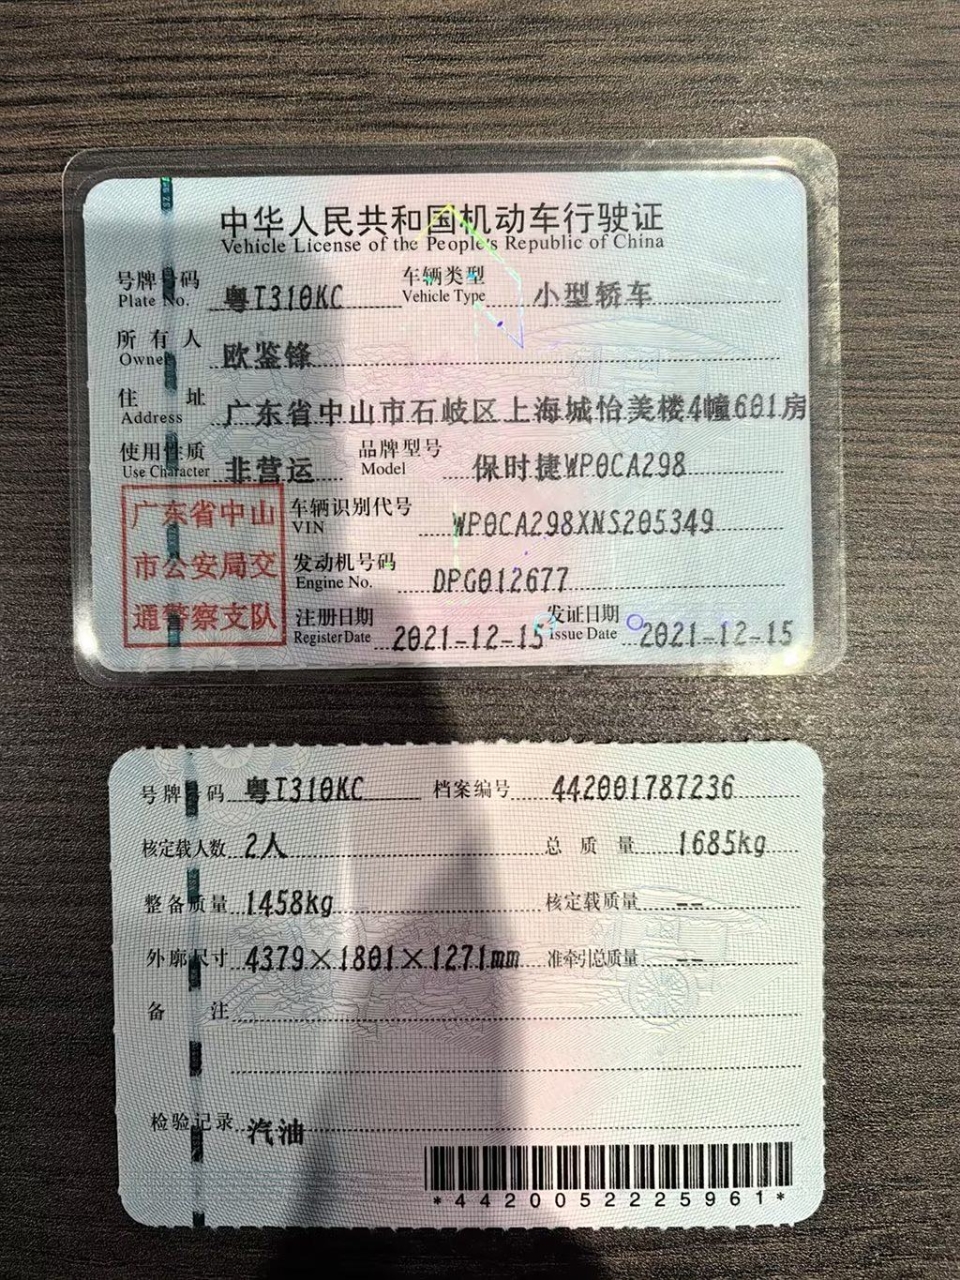 中华人民共和国机动车行驶证
Vehicle License of the People's Republic of China
号牌号码 粤T310KC 车辆类型 小型轿车
Plate No. Vehicle Type
所有人 欧鉴锋
Owner
住址 广东省中山市石岐区上海城怡美楼4幢601房
Address
使用性质 非营运 品牌型号 保时捷WP0CA298
Use Character Model
广东省中山
市公安局交
通警察支队
车辆识别代号 WP0CA298XNS205349
VIN
发动机号码 DPG012677
Engine No.
注册日期 2021-12-15 发证日期 2021-12-15
Register Date Issue Date
号牌号码 粤T310KC 档案编号 442001787236
核定载人数 2人 总质量 1685kg
整备质量 1458kg 核定载质量 --
外廓尺寸 4379×1801×1271mm 准牵引总质量 --
备注
检验记录 汽油
*4420052225961*